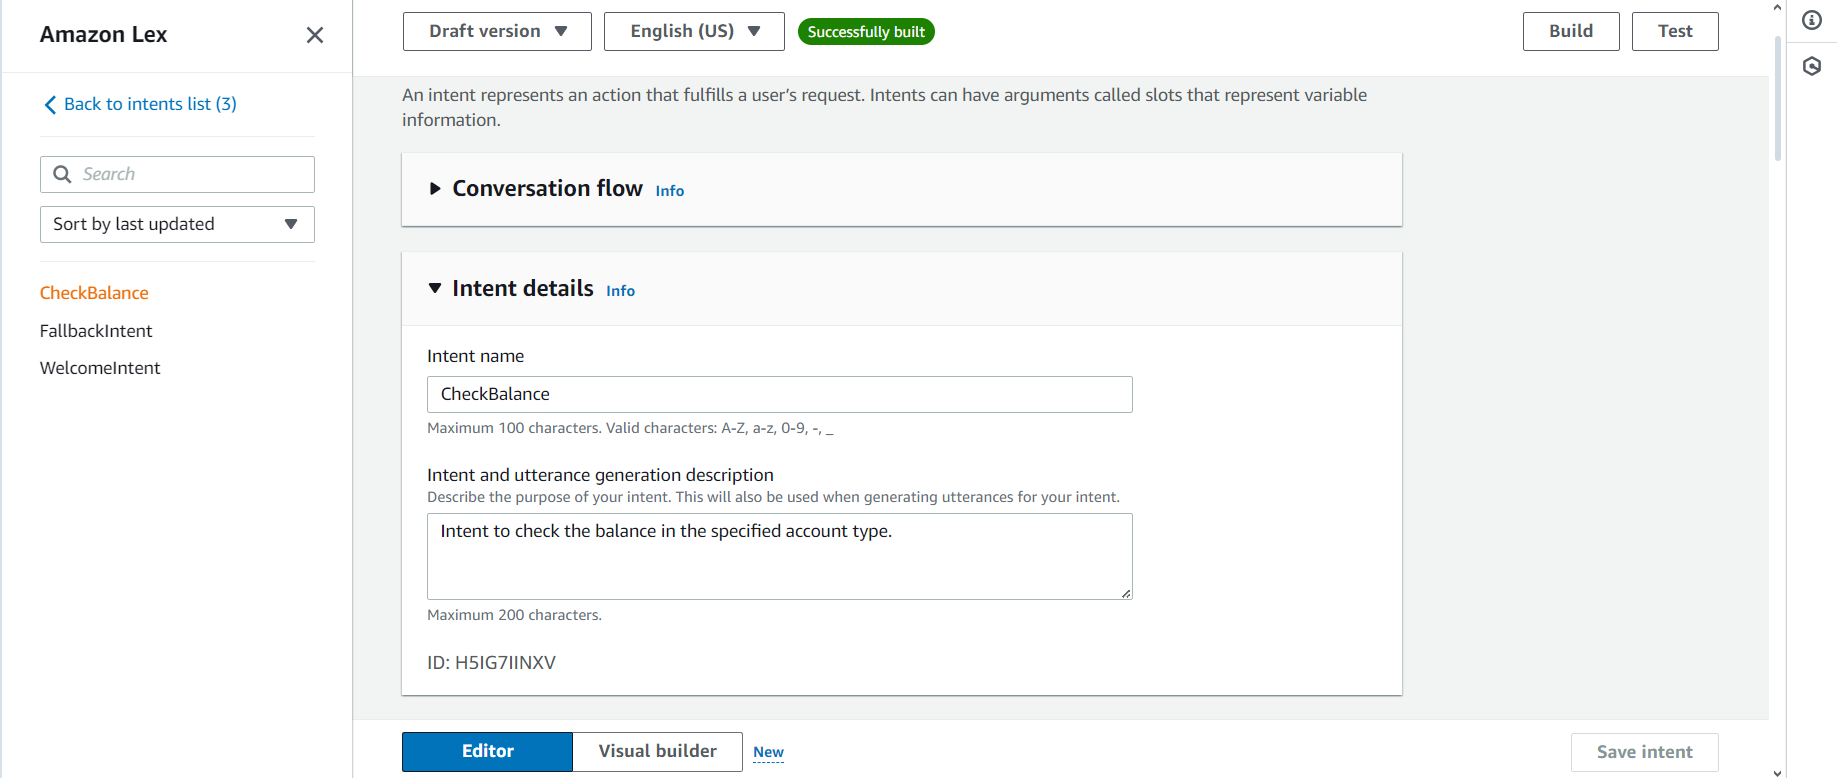 Amazon Lex
Back to intents list (3)
Search
Sort by last updated
CheckBalance
FallbackIntent
WelcomeIntent
Draft version
English (US)
Successfully built
Build
Test
An intent represents an action that fulfills a user's request. Intents can have arguments called slots that represent variable
information.
Conversation flow Info
Intent details Info
Intent name
CheckBalance
Maximum 100 characters. Valid characters: A-Z, a-z, 0-9, -, _
Intent and utterance generation description
Describe the purpose of your intent. This will also be used when generating utterances for your intent.
Intent to check the balance in the specified account type.
Maximum 200 characters.
ID: H5IG7IINXV
Editor
Visual builder
New
Save intent